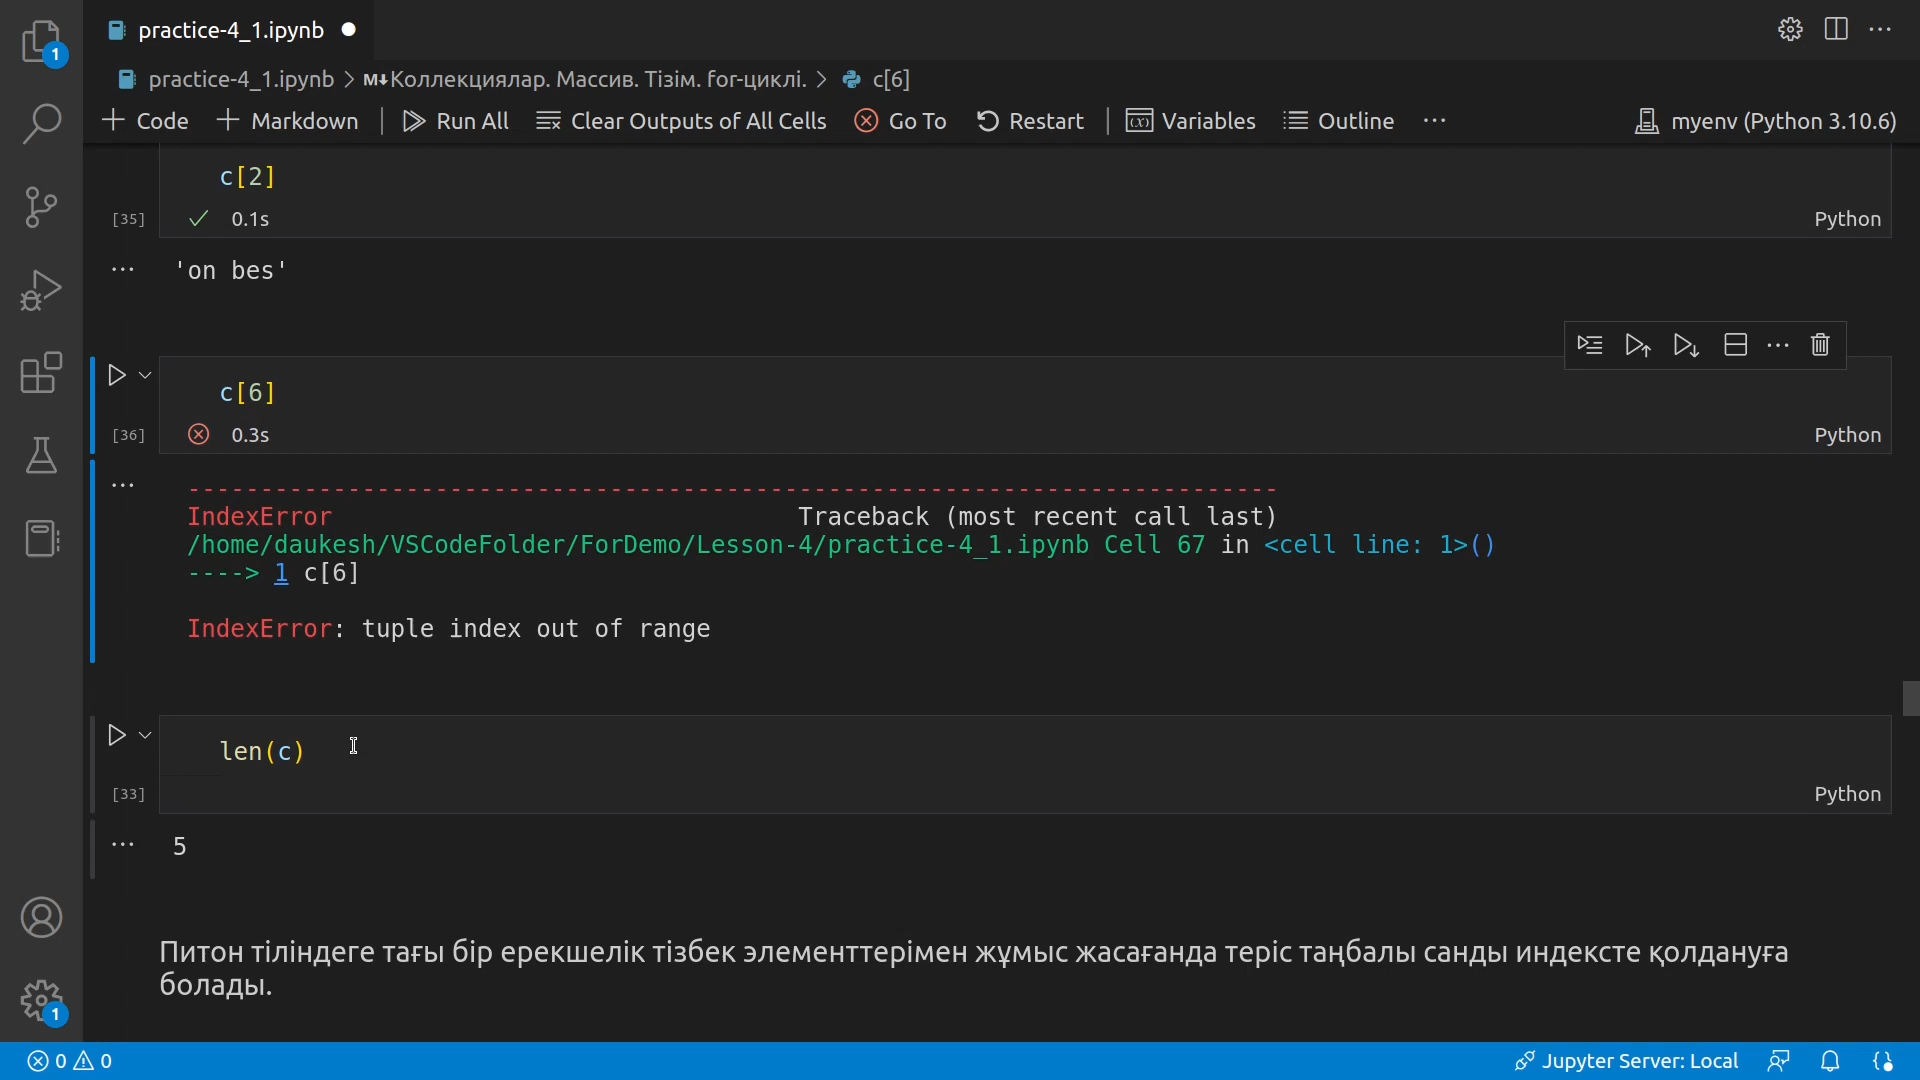 practice-4_1.ipynb
practice-4_1.ipynb > M↓Коллекциялар. Массив. Тізім. for-циклі. > c[6]
Code Markdown Run All Clear Outputs of All Cells Go To Restart Variables Outline ... myenv (Python 3.10.6)
c[2]
[35] 0.1s Python
'on bes'
c[6]
[36] 0.3s Python
---------------------------------------------------------------------------
IndexError Traceback (most recent call last)
/home/daukesh/VSCodeFolder/ForDemo/Lesson-4/practice-4_1.ipynb Cell 67 in <cell line: 1>()
----> 1 c[6]
IndexError: tuple index out of range
len(c)
[33] Python
5
Питон тіліндеге тағы бір ерекшелік тізбек элементтерімен жұмыс жасағанда теріс таңбалы санды индексте қолдануға
болады.
1
1
0 0 Jupyter Server: Local